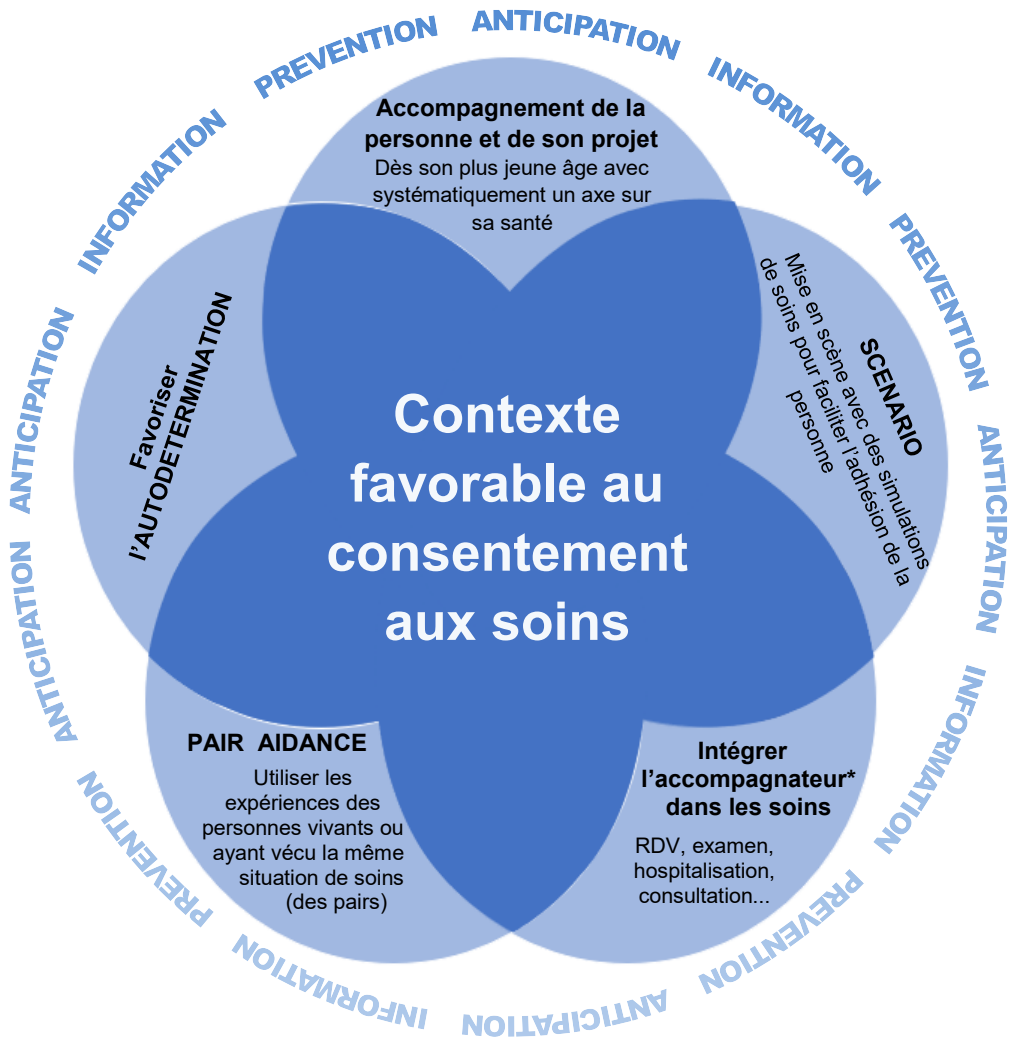 ANTICIPATION INFORMATION PREVENTION ANTICIPATION INFORMATION PREVENTION ANTICIPATION INFORMATION PREVENTION ANTICIPATION INFORMATION PREVENTION ANTICIPATION
Accompagnement de la
personne et de son projet
Dès son plus jeune âge avec
systématiquement un axe sur
sa santé
SCENARIO
Mise en scène avec des simulations
de soins pour faciliter l'adhésion de la
personne
Favoriser
l'AUTODETERMINATION
Contexte
favorable au
consentement
aux soins
PAIR AIDANCE
Utiliser les
expériences des
personnes vivants ou
ayant vécu la même
situation de soins
(des pairs)
Intégrer
l'accompagnateur*
dans les soins
RDV, examen,
hospitalisation,
consultation...